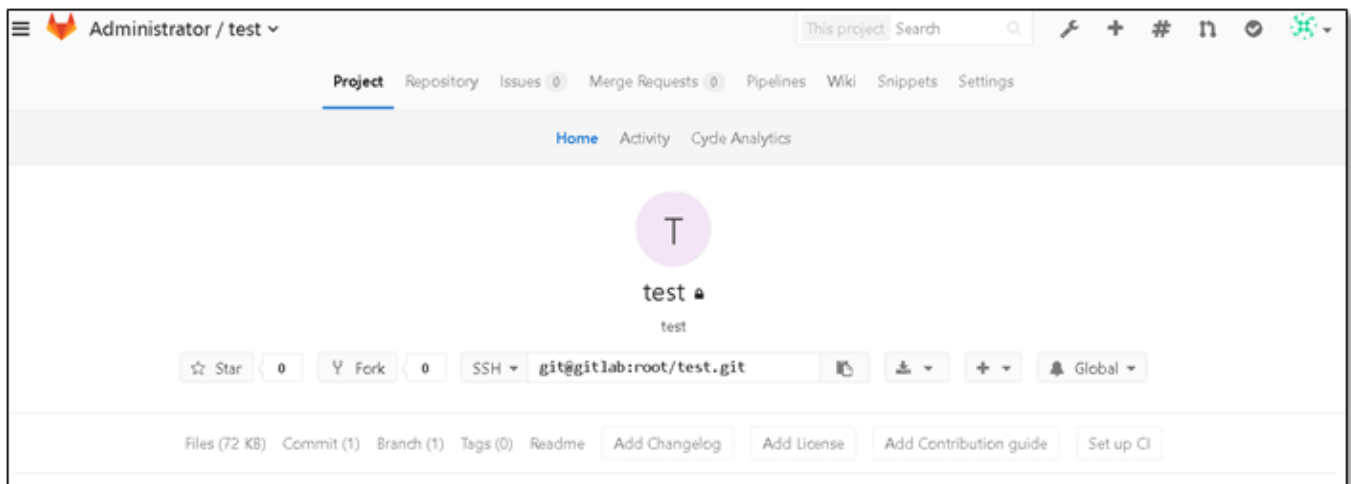 Administrator / test This project Search
Project Repository Issues 0 Merge Requests 0 Pipelines Wiki Snippets Settings
Home Activity Cycle Analytics
T
test
test
Star 0 Fork 0 SSH git@gitlab:root/test.git Global
Files (72 KB) Commit (1) Branch (1) Tags (0) Readme Add Changelog Add License Add Contribution guide Set up CI